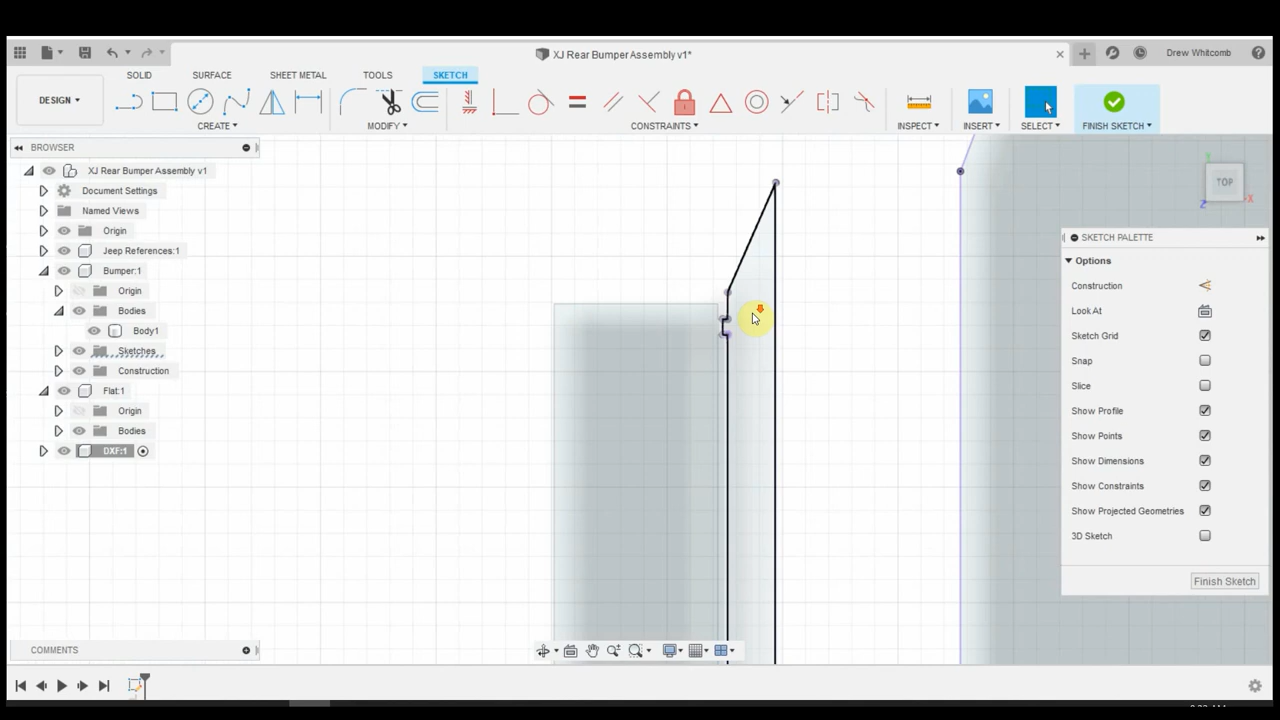 XJ Rear Bumper Assembly v1*
Drew Whitcomb
SOLID
SURFACE
SHEET METAL
TOOLS
SKETCH
DESIGN
CREATE
MODIFY
CONSTRAINTS
INSPECT
INSERT
SELECT
FINISH SKETCH
BROWSER
XJ Rear Bumper Assembly v1
Document Settings
Named Views
Origin
Jeep References:1
Bumper:1
Origin
Bodies
Body1
Sketches
Construction
Flat:1
Origin
Bodies
DXF:1
TOP
Y
X
Z
SKETCH PALETTE
Options
Construction
Look At
Sketch Grid
Snap
Slice
Show Profile
Show Points
Show Dimensions
Show Constraints
Show Projected Geometries
3D Sketch
Finish Sketch
COMMENTS